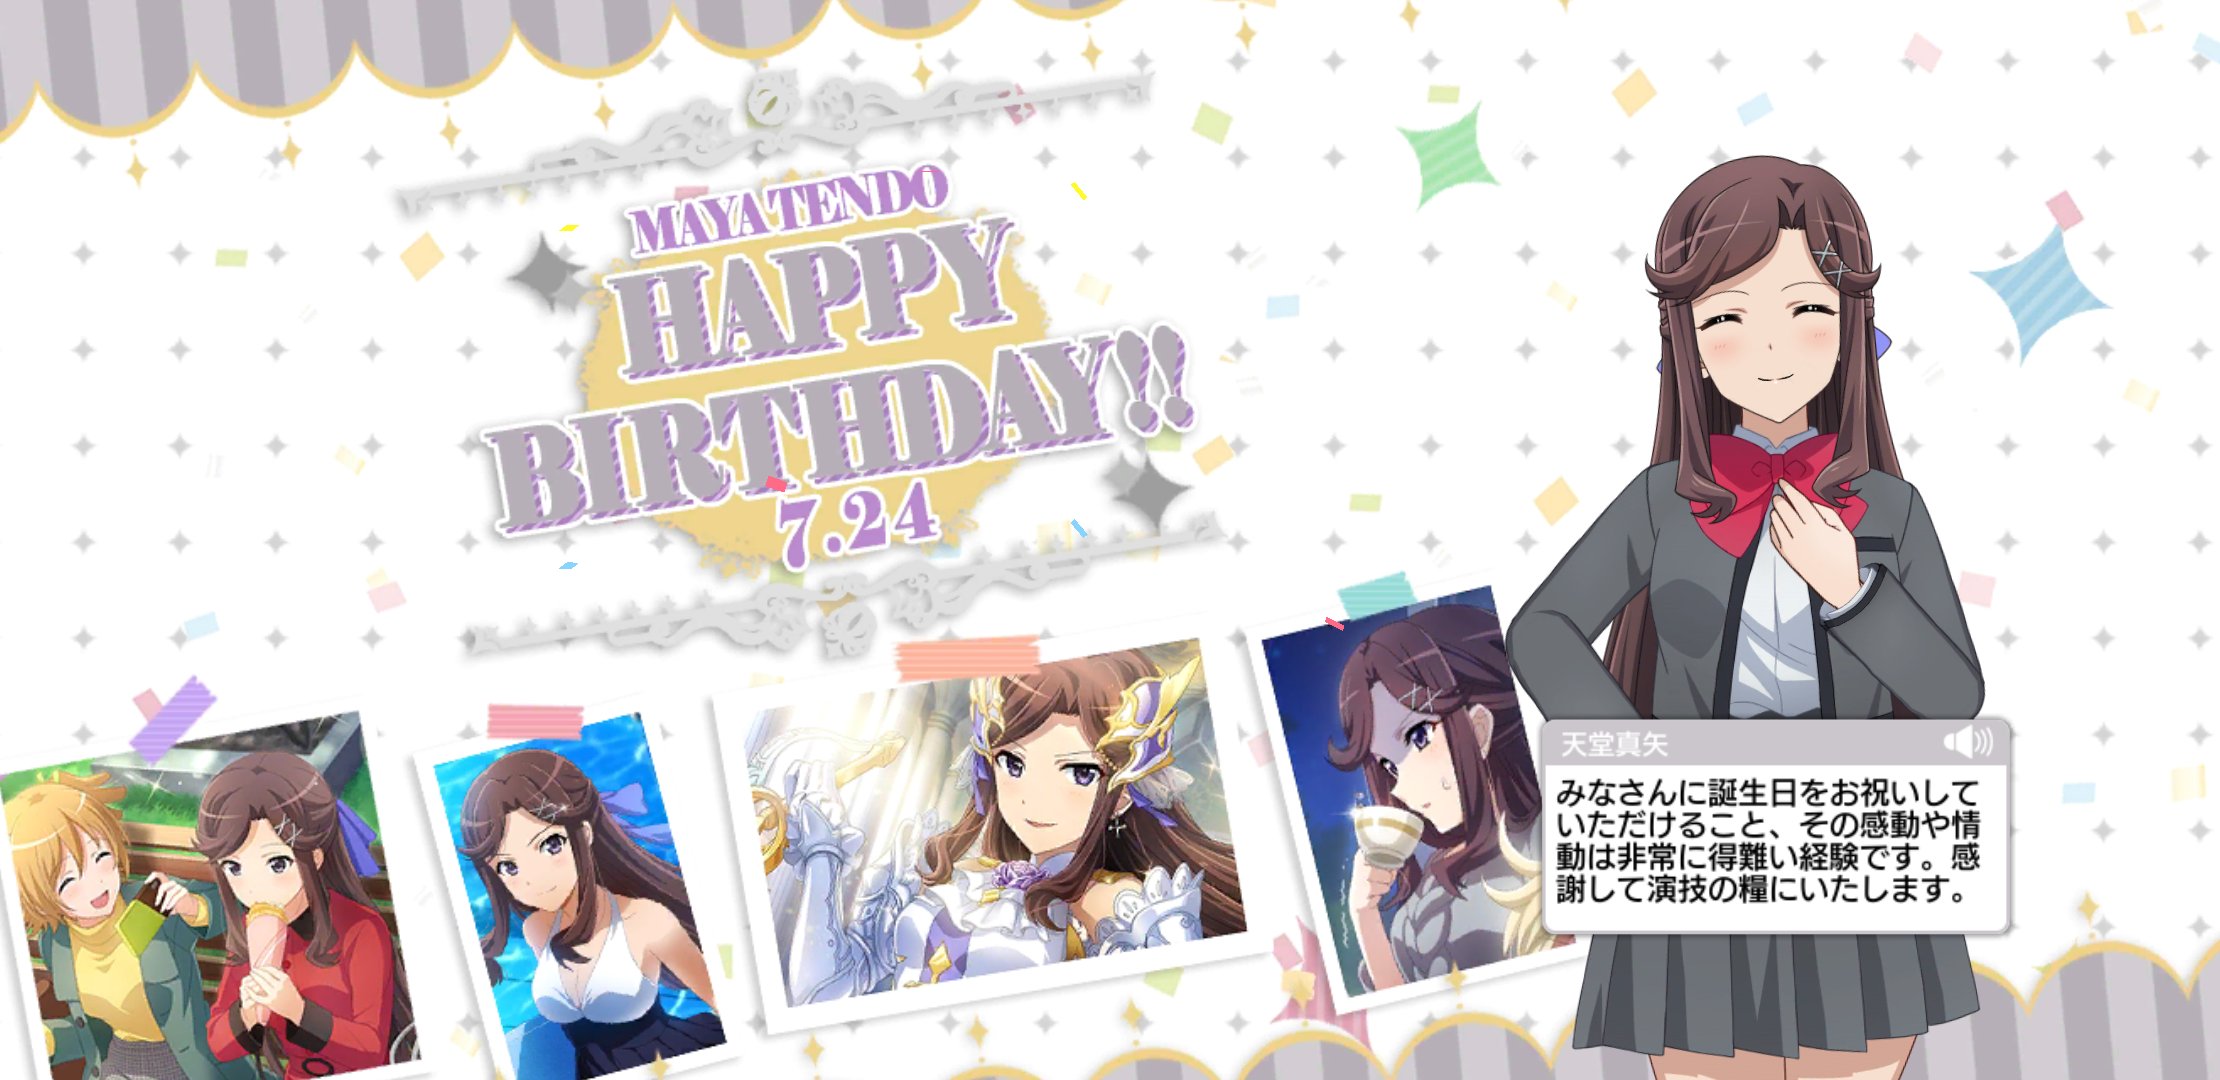 MAYA TENDO
HAPPY
BIRTHDAY!!
7.24
天堂真矢
みなさんに誕生日をお祝いして
いただけること、その感動や情
動は非常に得難い経験です。感
謝して演技の糧にいたします。